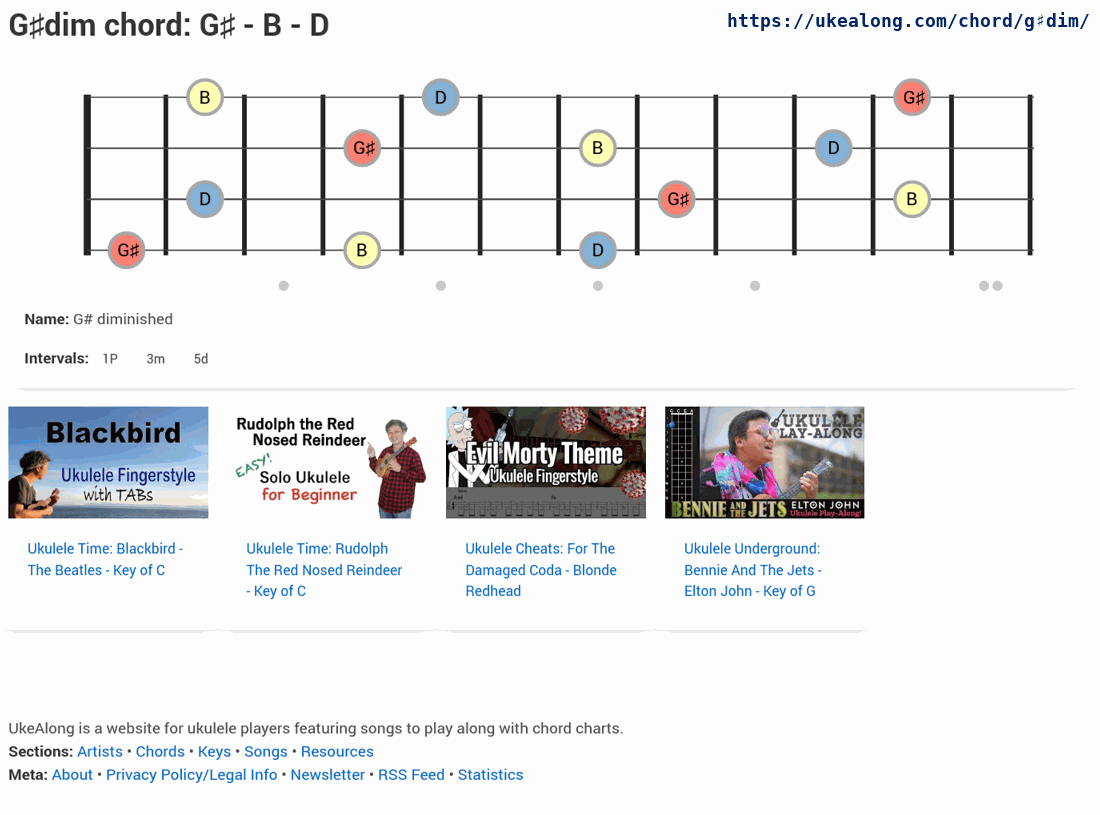 G♯dim chord: G♯ - B - D
https://ukealong.com/chord/g♯dim/
B D G♯
G♯ B D
D G♯ B
G♯ B D
Name: G# diminished
Intervals: 1P 3m 5d
Blackbird
Ukulele Fingerstyle
with TABs
Rudolph the Red
Nosed Reindeer
EASY!
Solo Ukulele
for Beginner
Evil Morty Theme
Ukulele Fingerstyle
G C E A
UKULELE
PLAY-ALONG
BENNIE AND THE JETS
ELTON JOHN
Ukulele Play-Along!
Ukulele Time: Blackbird -
The Beatles - Key of C
Ukulele Time: Rudolph
The Red Nosed Reindeer
- Key of C
Ukulele Cheats: For The
Damaged Coda - Blonde
Redhead
Ukulele Underground:
Bennie And The Jets -
Elton John - Key of G
UkeAlong is a website for ukulele players featuring songs to play along with chord charts.
Sections: Artists • Chords • Keys • Songs • Resources
Meta: About • Privacy Policy/Legal Info • Newsletter • RSS Feed • Statistics